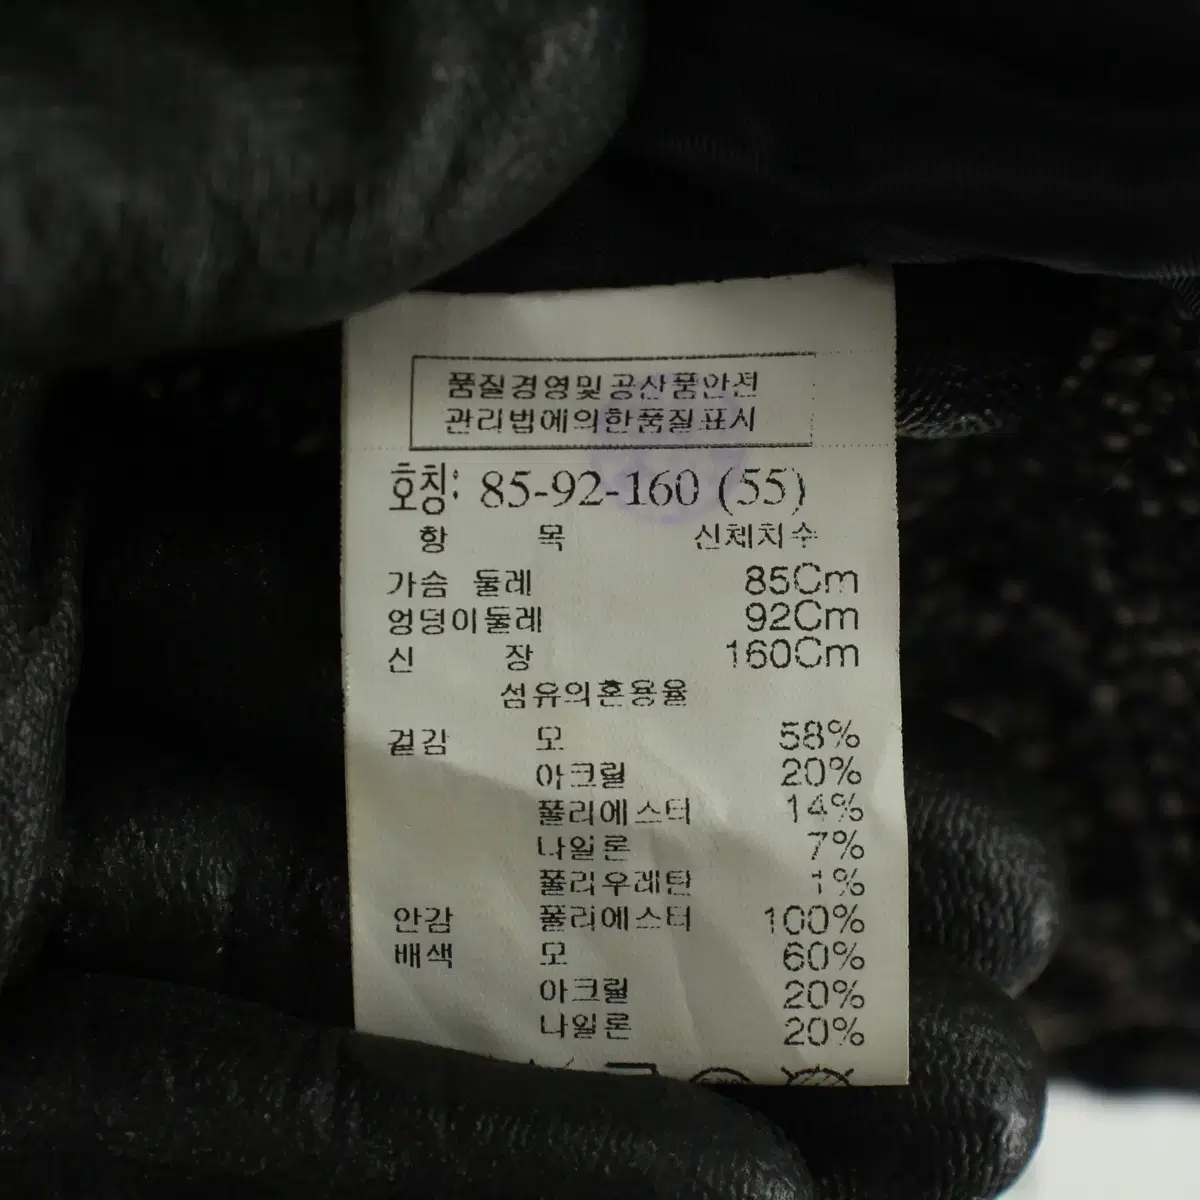 품질경영및공산품안전
관리법에의한품질표시
호칭: 85-92-160 (55)
항 목 신체치수
가슴 둘레 85Cm
엉덩이둘레 92Cm
신 장 160Cm
섬유의혼용율
겉감 모 58%
아크릴 20%
폴리에스터 14%
나일론 7%
폴리우레탄 1%
안감 폴리에스터 100%
배색 모 60%
아크릴 20%
나일론 20%